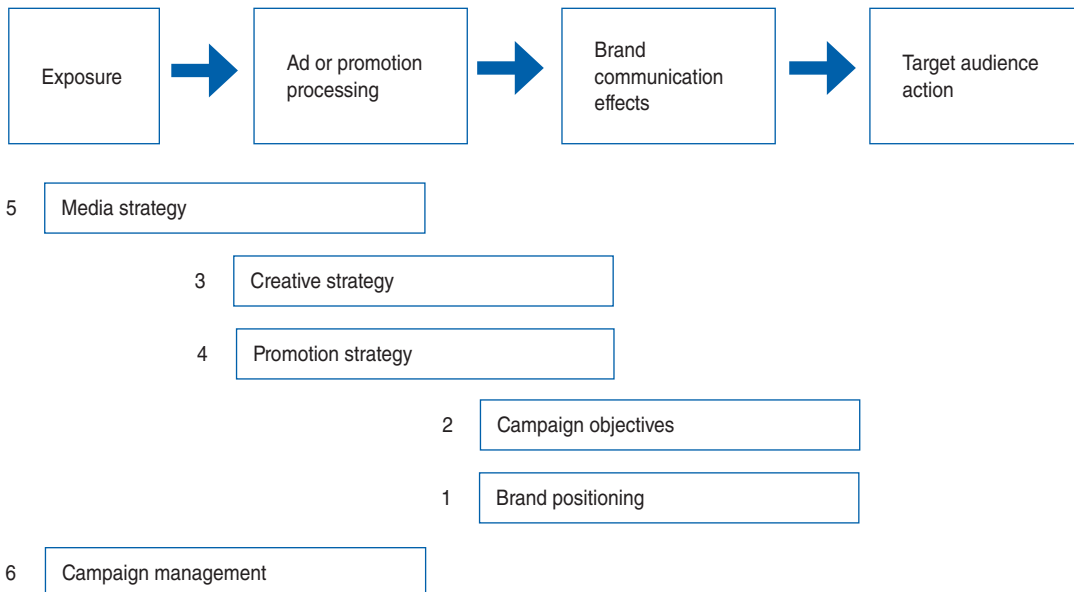 Exposure
Ad or promotion
processing
Brand
communication
effects
Target audience
action
5 Media strategy
3 Creative strategy
4 Promotion strategy
2 Campaign objectives
1 Brand positioning
6 Campaign management